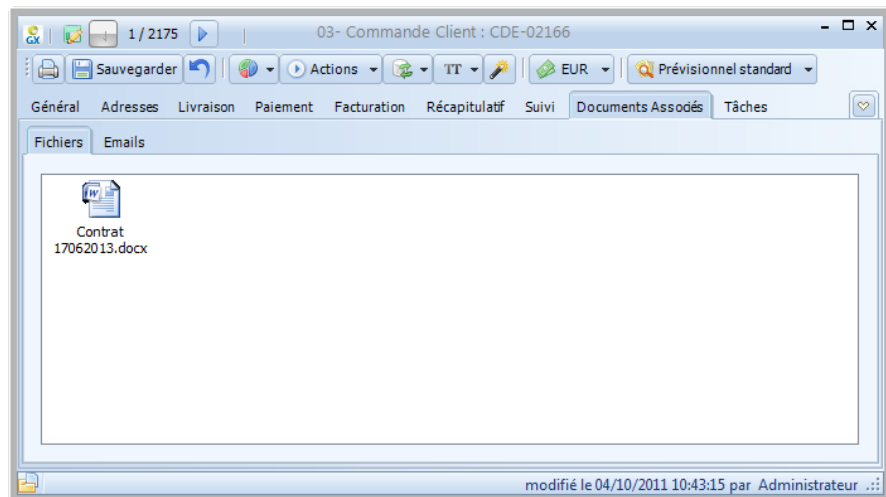 GX 1 / 2175 03- Commande Client : CDE-02166
Sauvegarder Actions TT EUR Prévisionnel standard
Général Adresses Livraison Paiement Facturation Récapitulatif Suivi Documents Associés Tâches
Fichiers Emails
W
Contrat
17062013.docx
modifié le 04/10/2011 10:43:15 par Administrateur